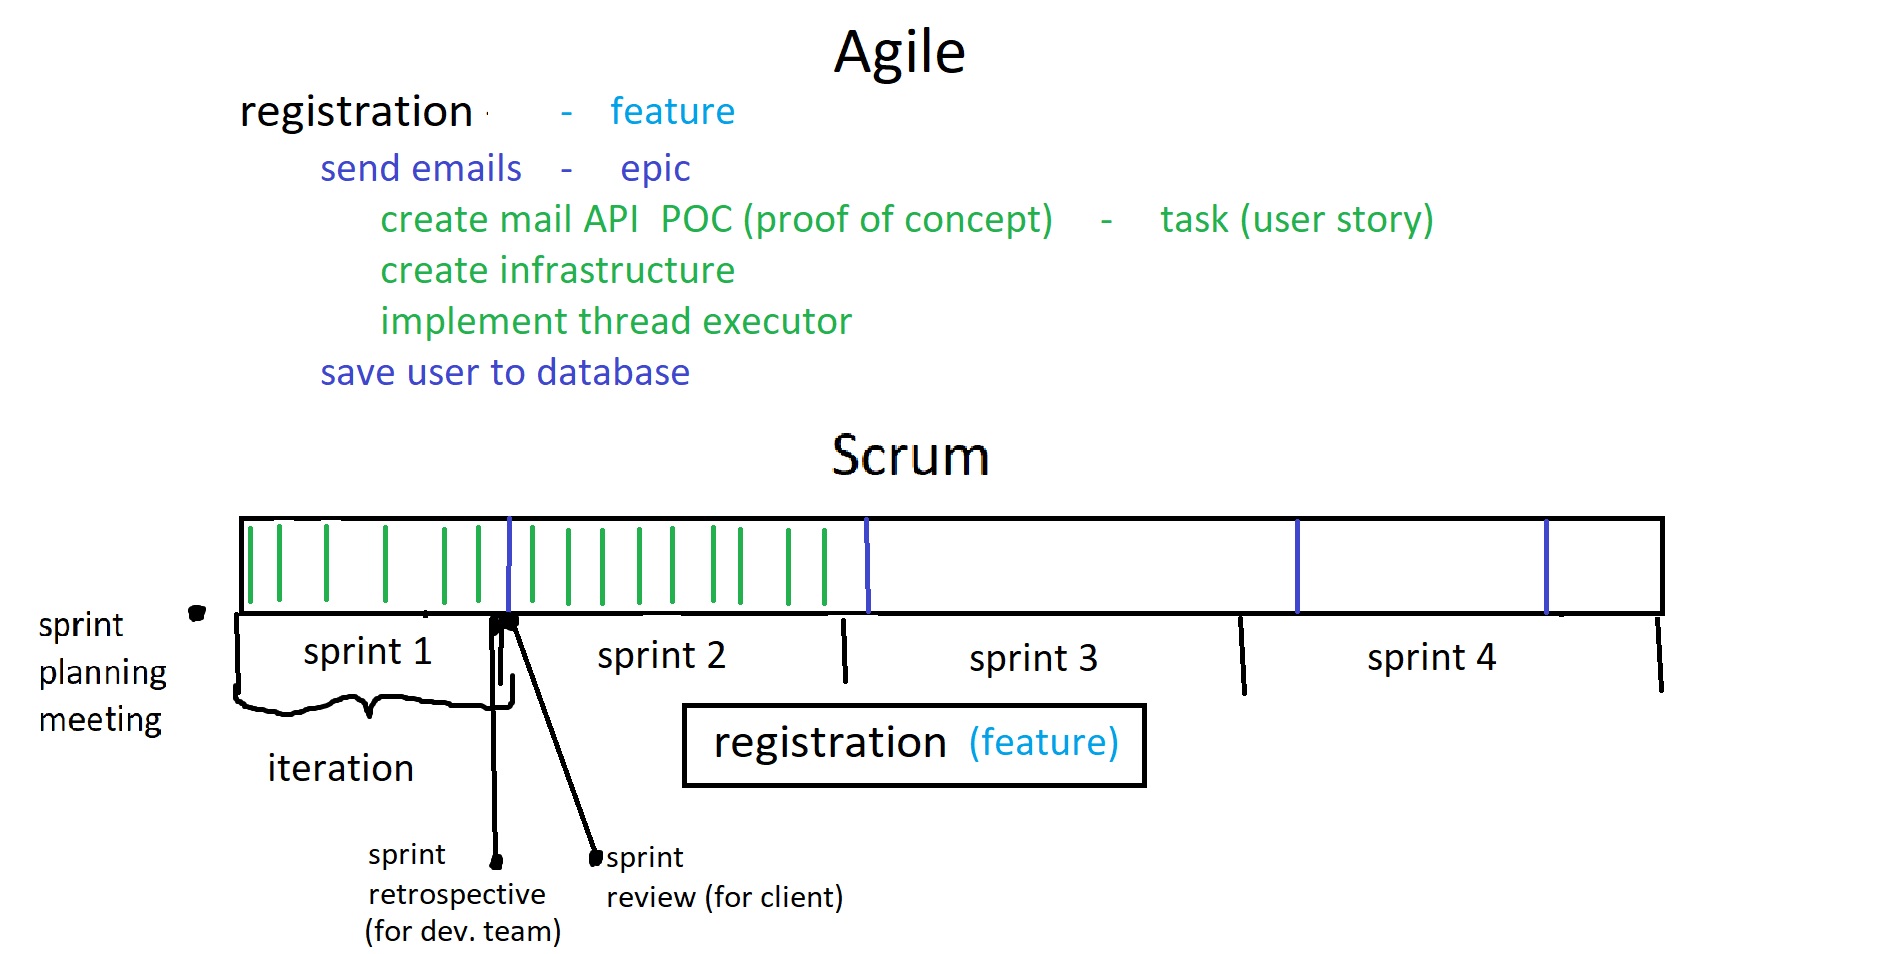 Agile
registration - - feature
send emails - epic
create mail API POC (proof of concept) - task (user story)
create infrastructure
implement thread executor
save user to database
Scrum
sprint
planning
meeting
sprint 1
sprint 2
sprint 3
sprint 4
iteration
registration (feature)
sprint
retrospective
(for dev. team)
sprint
review (for client)